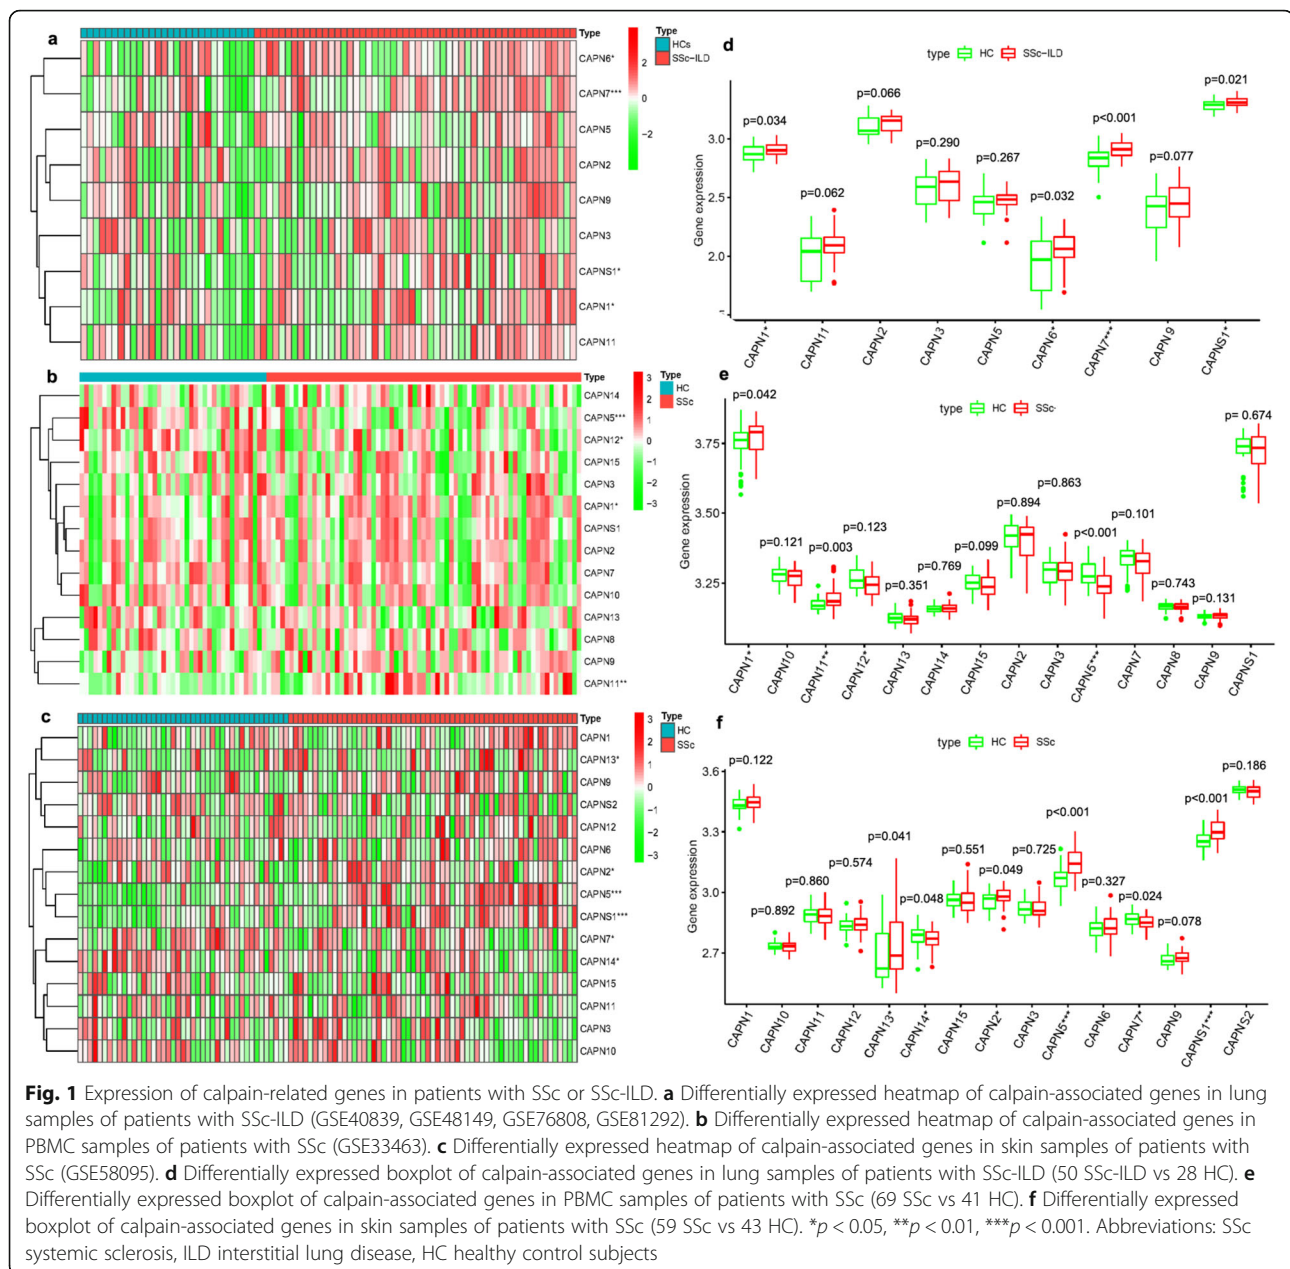 a
Type
Type
HCs
SSc-ILD
2
0
-2
CAPN6*
CAPN7***
CAPN5
CAPN2
CAPN9
CAPN3
CAPNS1*
CAPN1*
CAPN11
d
type HC SSc-ILD
Gene expression
3.0
2.5
2.0
p=0.034
p=0.062
p=0.066
p=0.290
p=0.267
p=0.032
p<0.001
p=0.077
p=0.021
CAPN1*
CAPN11
CAPN2
CAPN3
CAPN5
CAPN6*
CAPN7***
CAPN9
CAPNS1*
b
Type
Type
HC
SSc
3
2
1
0
-1
-2
-3
CAPN14
CAPN5***
CAPN12*
CAPN15
CAPN3
CAPN1*
CAPNS1
CAPN2
CAPN7
CAPN10
CAPN13
CAPN8
CAPN9
CAPN11**
e
type HC SSc
Gene expression
3.75
3.50
3.25
p=0.042
p=0.121
p=0.003
p=0.123
p=0.351
p=0.769
p=0.099
p=0.894
p=0.863
p<0.001
p=0.101
p=0.743
p=0.131
p= 0.674
CAPN1*
CAPN10
CAPN11**
CAPN12*
CAPN13
CAPN14
CAPN15
CAPN2
CAPN3
CAPN5***
CAPN7
CAPN8
CAPN9
CAPNS1
c
Type
Type
HC
SSc
3
2
1
0
-1
-2
-3
CAPN1
CAPN13*
CAPN9
CAPNS2
CAPN12
CAPN6
CAPN2*
CAPN5***
CAPNS1***
CAPN7*
CAPN14*
CAPN15
CAPN11
CAPN3
CAPN10
f
type HC SSc
Gene expression
3.6
3.3
3.0
2.7
p=0.122
p=0.892
p=0.860
p=0.574
p=0.041
p=0.048
p=0.551
p=0.049
p=0.725
p<0.001
p=0.327
p=0.024
p=0.078
p<0.001
p=0.186
CAPN1
CAPN10
CAPN11
CAPN12
CAPN13*
CAPN14*
CAPN15
CAPN2*
CAPN3
CAPN5***
CAPN6
CAPN7*
CAPN9
CAPNS1***
CAPNS2
Fig. 1 Expression of calpain-related genes in patients with SSc or SSc-ILD. a Differentially expressed heatmap of calpain-associated genes in lung
samples of patients with SSc-ILD (GSE40839, GSE48149, GSE76808, GSE81292). b Differentially expressed heatmap of calpain-associated genes in
PBMC samples of patients with SSc (GSE33463). c Differentially expressed heatmap of calpain-associated genes in skin samples of patients with
SSc (GSE58095). d Differentially expressed boxplot of calpain-associated genes in lung samples of patients with SSc-ILD (50 SSc-ILD vs 28 HC). e
Differentially expressed boxplot of calpain-associated genes in PBMC samples of patients with SSc (69 SSc vs 41 HC). f Differentially expressed
boxplot of calpain-associated genes in skin samples of patients with SSc (59 SSc vs 43 HC). *p < 0.05, **p < 0.01, ***p < 0.001. Abbreviations: SSc
systemic sclerosis, ILD interstitial lung disease, HC healthy control subjects